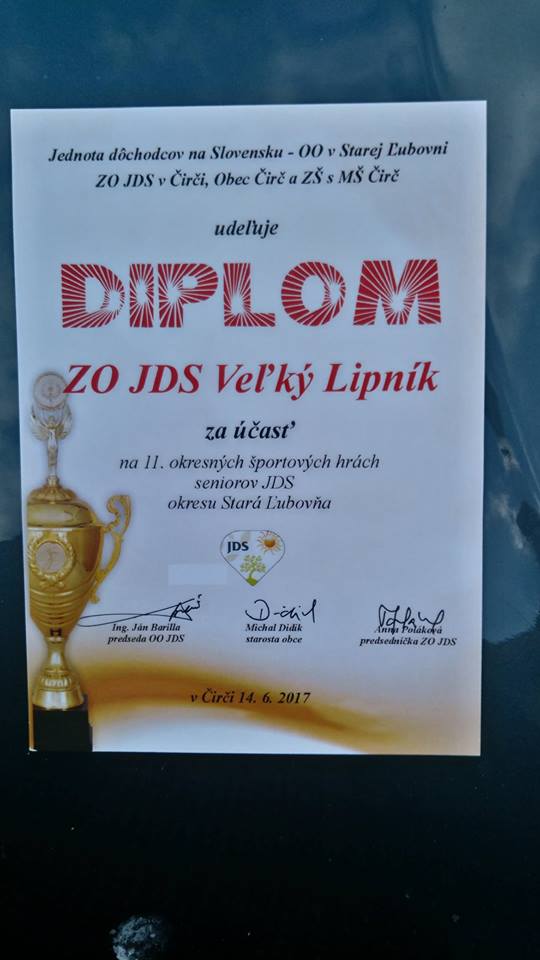 Jednota dôchodcov na Slovensku - OO v Starej Ľubovni
ZO JDS v Čirči, Obec Čirč a ZŠ s MŠ Čirč
udeľuje
DIPLOM
ZO JDS Veľký Lipník
za účasť
na 11. okresných športových hrách
seniorov JDS
okresu Stará Ľubovňa
JDS
Ing. Ján Barilla Michal Didik Anna Poláková
predseda OO JDS starosta obce predsedníčka ZO JDS
v Čirči 14. 6. 2017